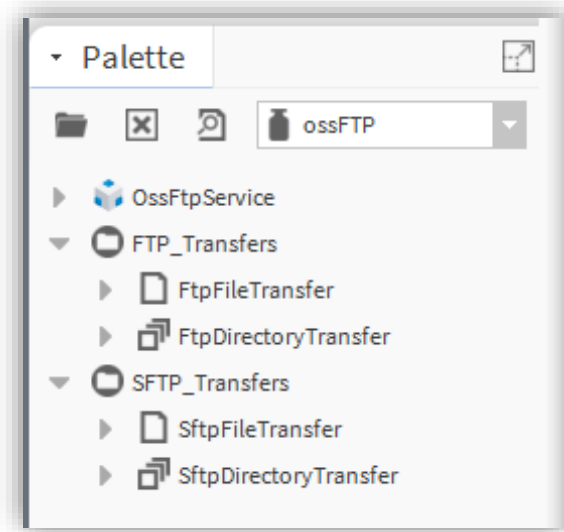 Palette
ossFTP
OssFtpService
FTP_Transfers
FtpFileTransfer
FtpDirectoryTransfer
SFTP_Transfers
SftpFileTransfer
SftpDirectoryTransfer